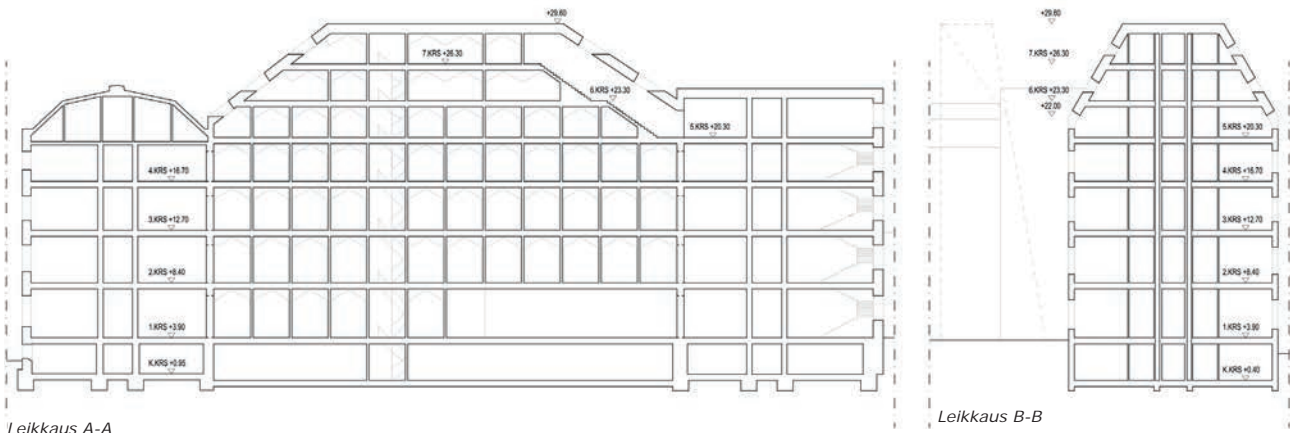 +29.60
7.KRS +26.30
6.KRS +23.30
5.KRS +20.30
4.KRS +16.70
3.KRS +12.70
2.KRS +8.40
1.KRS +3.90
K.KRS +0.95
Leikkaus A-A
+29.60
7.KRS +26.30
6.KRS +23.30
+22.00
5.KRS +20.30
4.KRS +16.70
3.KRS +12.70
2.KRS +8.40
1.KRS +3.90
K.KRS +0.40
Leikkaus B-B